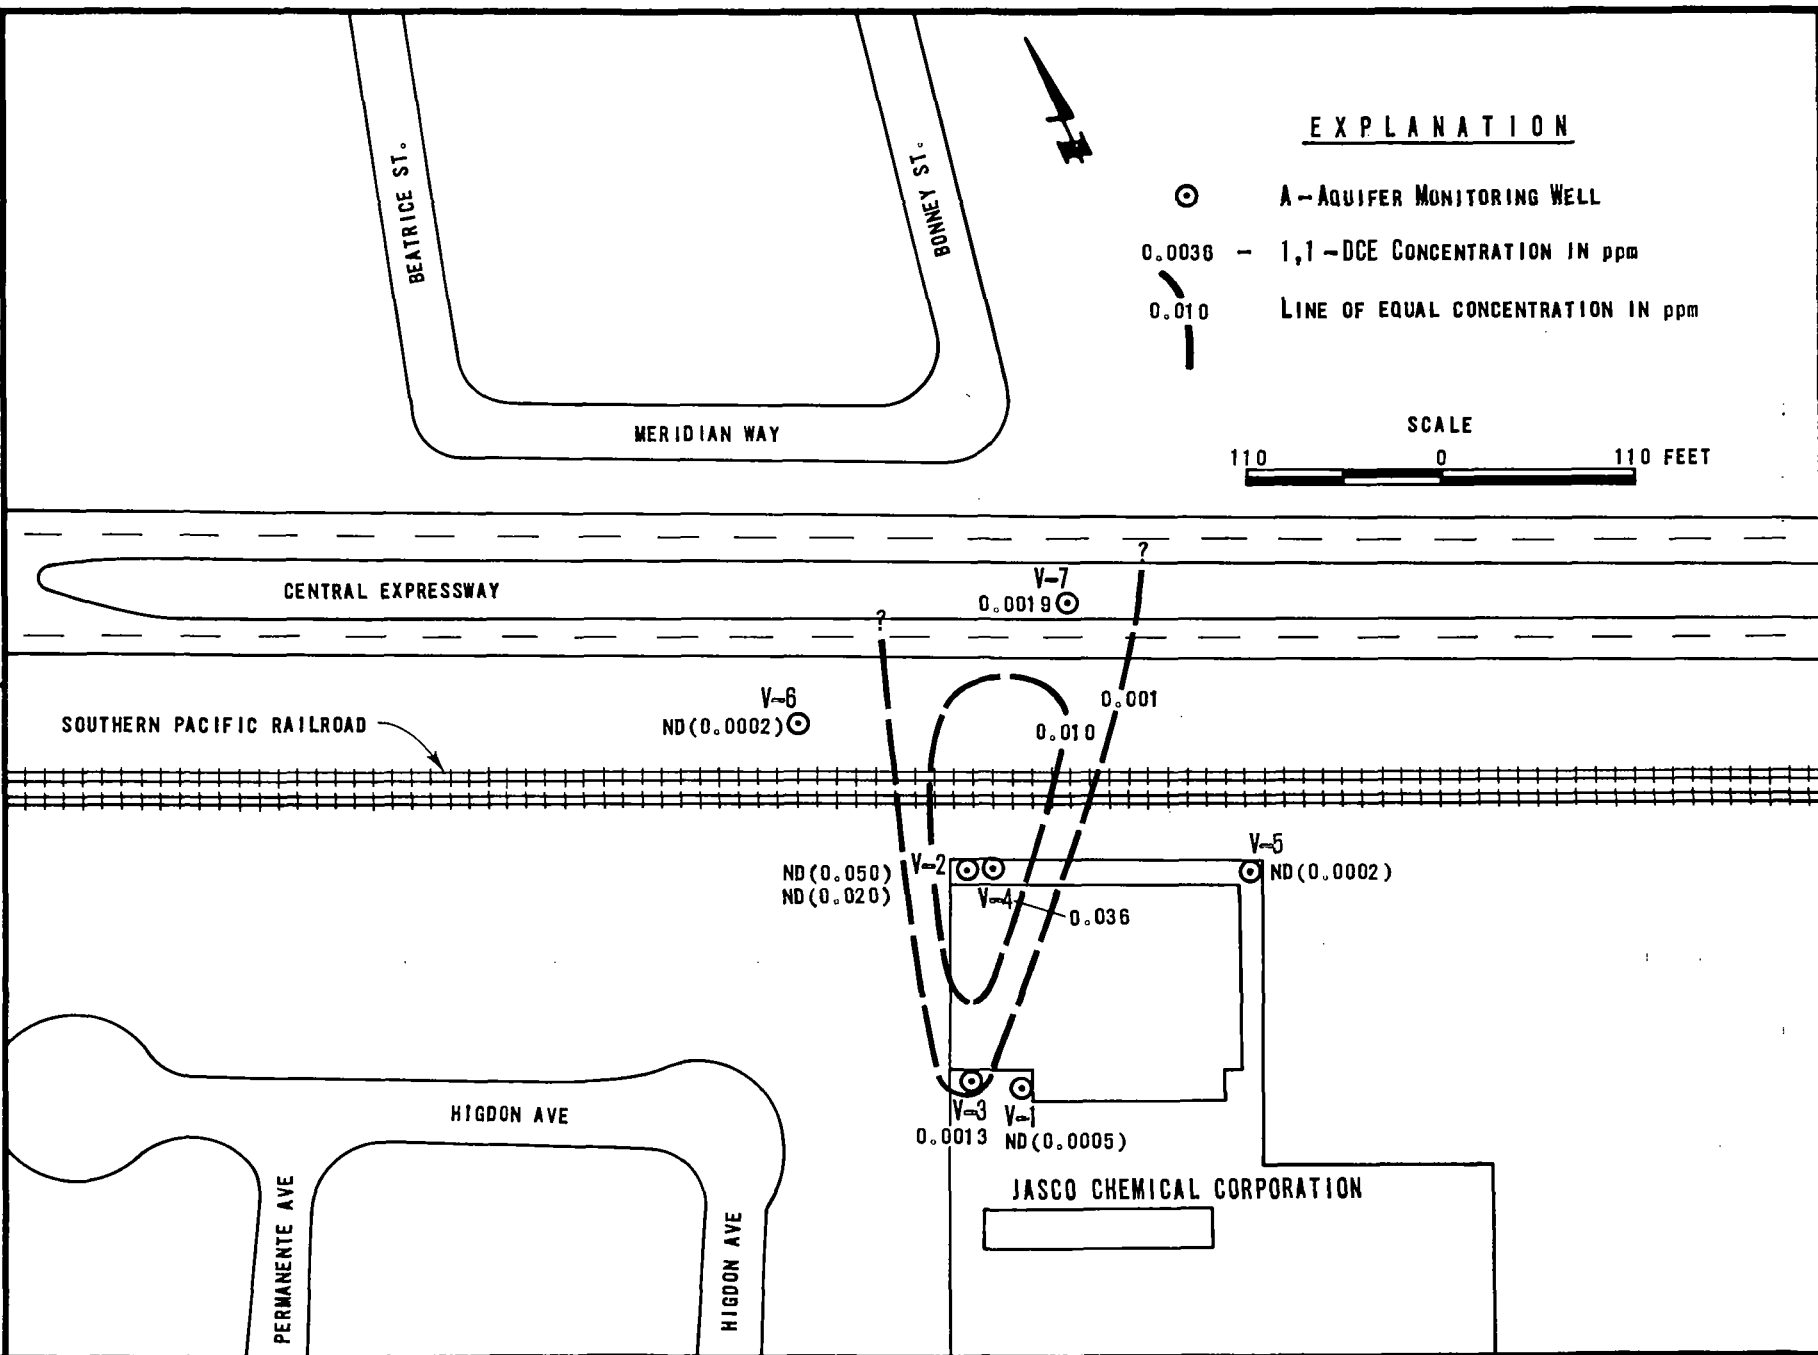 EXPLANATION
A-AQUIFER MONITORING WELL
0.0036 - 1,1-DCE CONCENTRATION IN ppm
0.010 LINE OF EQUAL CONCENTRATION IN ppm
SCALE
110 0 110 FEET
BEATRICE ST.
BONNEY ST.
MERIDIAN WAY
CENTRAL EXPRESSWAY
?
?
V-7
0.0019
0.001
0.010
V-6
ND(0.0002)
SOUTHERN PACIFIC RAILROAD
V-2
ND(0.050)
ND(0.020)
V-4
0.036
V-5
ND(0.0002)
V-3
0.0013
V-1
ND(0.0005)
JASCO CHEMICAL CORPORATION
HIGDON AVE
PERMANENTE AVE
HIGDON AVE